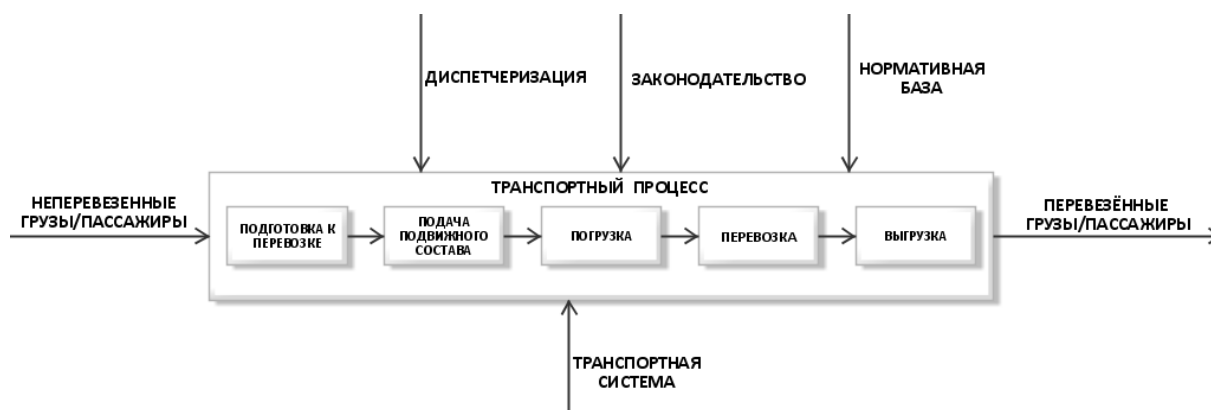 ДИСПЕТЧЕРИЗАЦИЯ
ЗАКОНОДАТЕЛЬСТВО
НОРМАТИВНАЯ
БАЗА
ТРАНСПОРТНЫЙ ПРОЦЕСС
НЕПЕРЕВЕЗЕННЫЕ
ГРУЗЫ/ПАССАЖИРЫ
ПОДГОТОВКА К
ПЕРЕВОЗКЕ
ПОДАЧА
ПОДВИЖНОГО
СОСТАВА
ПОГРУЗКА
ПЕРЕВОЗКА
ВЫГРУЗКА
ПЕРЕВЕЗЁННЫЕ
ГРУЗЫ/ПАССАЖИРЫ
ТРАНСПОРТНАЯ
СИСТЕМА